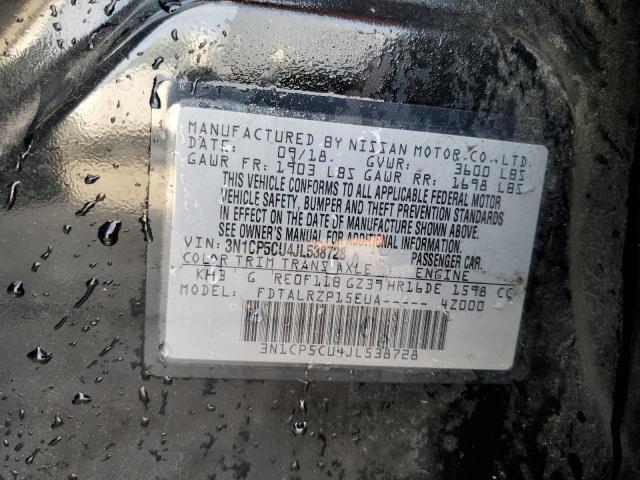 MANUFACTURED BY NISSAN MOTOR CO., LTD.
DATE: 09/18. GVWR: 3600 LBS
GAWR FR: 1903 LBS GAWR RR: 1698 LBS
THIS VEHICLE CONFORMS TO ALL APPLICABLE FEDERAL MOTOR
VEHICLE SAFETY, BUMPER AND THEFT PREVENTION STANDARDS
IN EFFECT ON THE DATE OF MANUFACTURE SHOWN ABOVE.
SEE OWNER'S MANUAL FOR ADDITIONAL INFORMATION.
VIN: 3N1CP5CU4JL538728 PASSENGER CAR.
COLOR TRIM TRANS TAXLE ENGINE
KH3 G RE0F11B GZ39 HR16DE 1598 CC
MODEL: FDTALRZP15EUA----- 4Z000
3N1CP5CU4JL538728